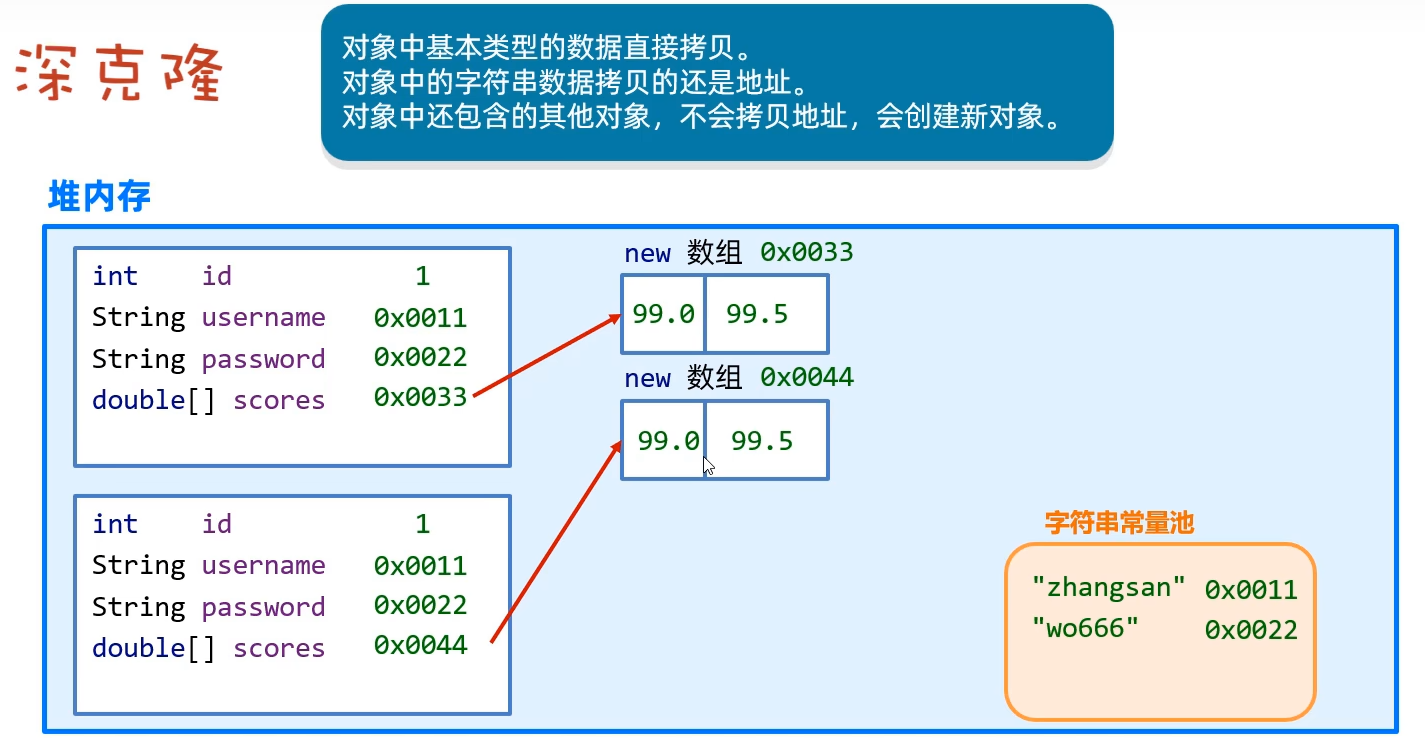 深克隆
对象中基本类型的数据直接拷贝。
对象中的字符串数据拷贝的还是地址。
对象中还包含的其他对象，不会拷贝地址，会创建新对象。
堆内存
int id 1
String username 0x0011
String password 0x0022
double[] scores 0x0033
new 数组 0x0033
99.0 99.5
new 数组 0x0044
99.0 99.5
int id 1
String username 0x0011
String password 0x0022
double[] scores 0x0044
字符串常量池
"zhangsan" 0x0011
"wo666" 0x0022